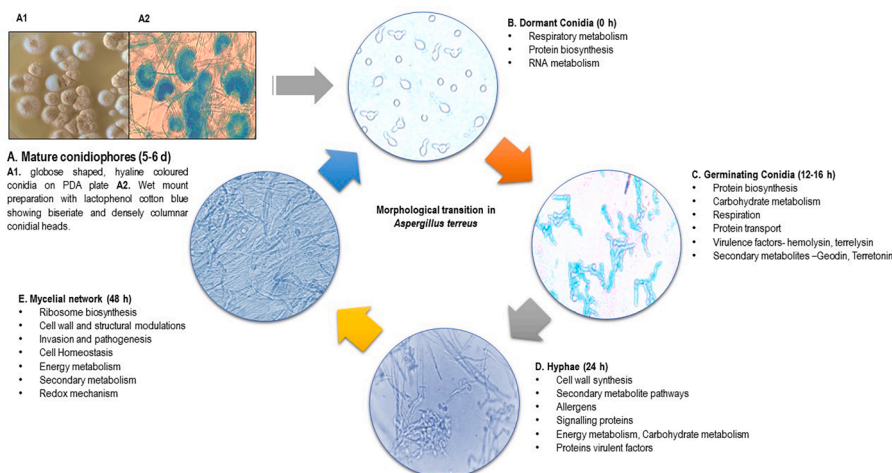 A1
A2
A. Mature conidiophores (5-6 d)
A1. globose shaped, hyaline coloured
conidia on PDA plate A2. Wet mount
preparation with lactophenol cotton blue
showing biseriate and densely columnar
conidial heads.
B. Dormant Conidia (0 h)
• Respiratory metabolism
• Protein biosynthesis
• RNA metabolism
C. Germinating Conidia (12-16 h)
• Protein biosynthesis
• Carbohydrate metabolism
• Respiration
• Protein transport
• Virulence factors- hemolysin, terrelysin
• Secondary metabolites –Geodin, Terretonin
Morphological transition in
Aspergillus terreus
D. Hyphae (24 h)
• Cell wall synthesis
• Secondary metabolite pathways
• Allergens
• Signalling proteins
• Energy metabolism, Carbohydrate metabolism
• Proteins virulent factors
E. Mycelial network (48 h)
• Ribosome biosynthesis
• Cell wall and structural modulations
• Invasion and pathogenesis
• Cell Homeostasis
• Energy metabolism
• Secondary metabolism
• Redox mechanism